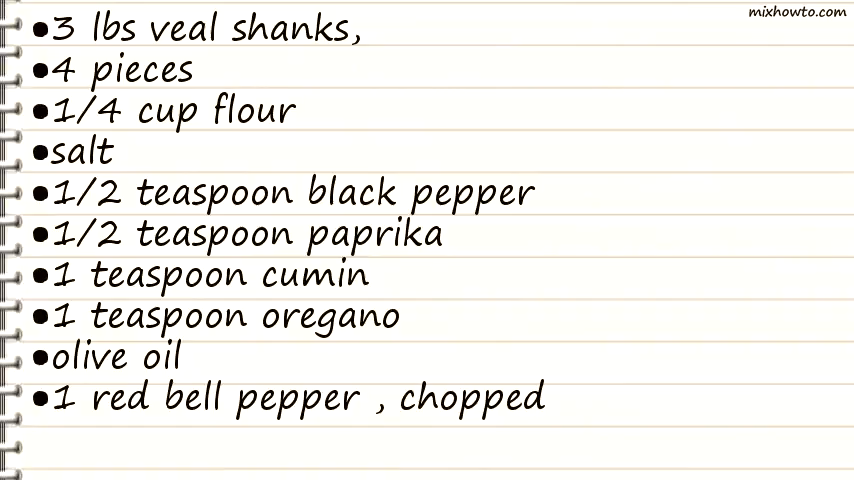 mixhowto.com
•3 lbs veal shanks,
•4 pieces
•1/4 cup flour
•salt
•1/2 teaspoon black pepper
•1/2 teaspoon paprika
•1 teaspoon cumin
•1 teaspoon oregano
•olive oil
•1 red bell pepper , chopped